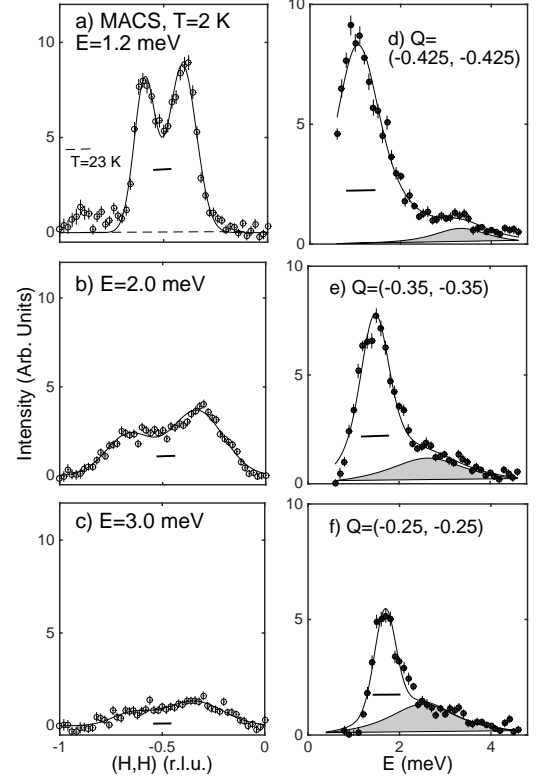 a) MACS, T=2 K
E=1.2 meV
10
5
0
T=23 K
b) E=2.0 meV
10
5
0
c) E=3.0 meV
10
5
0
-1
-0.5
0
(H,H) (r.l.u.)
Intensity (Arb. Units)
d) Q=
(-0.425, -0.425)
10
5
0
e) Q=(-0.35, -0.35)
10
5
0
f) Q=(-0.25, -0.25)
10
5
0
0
2
4
E (meV)